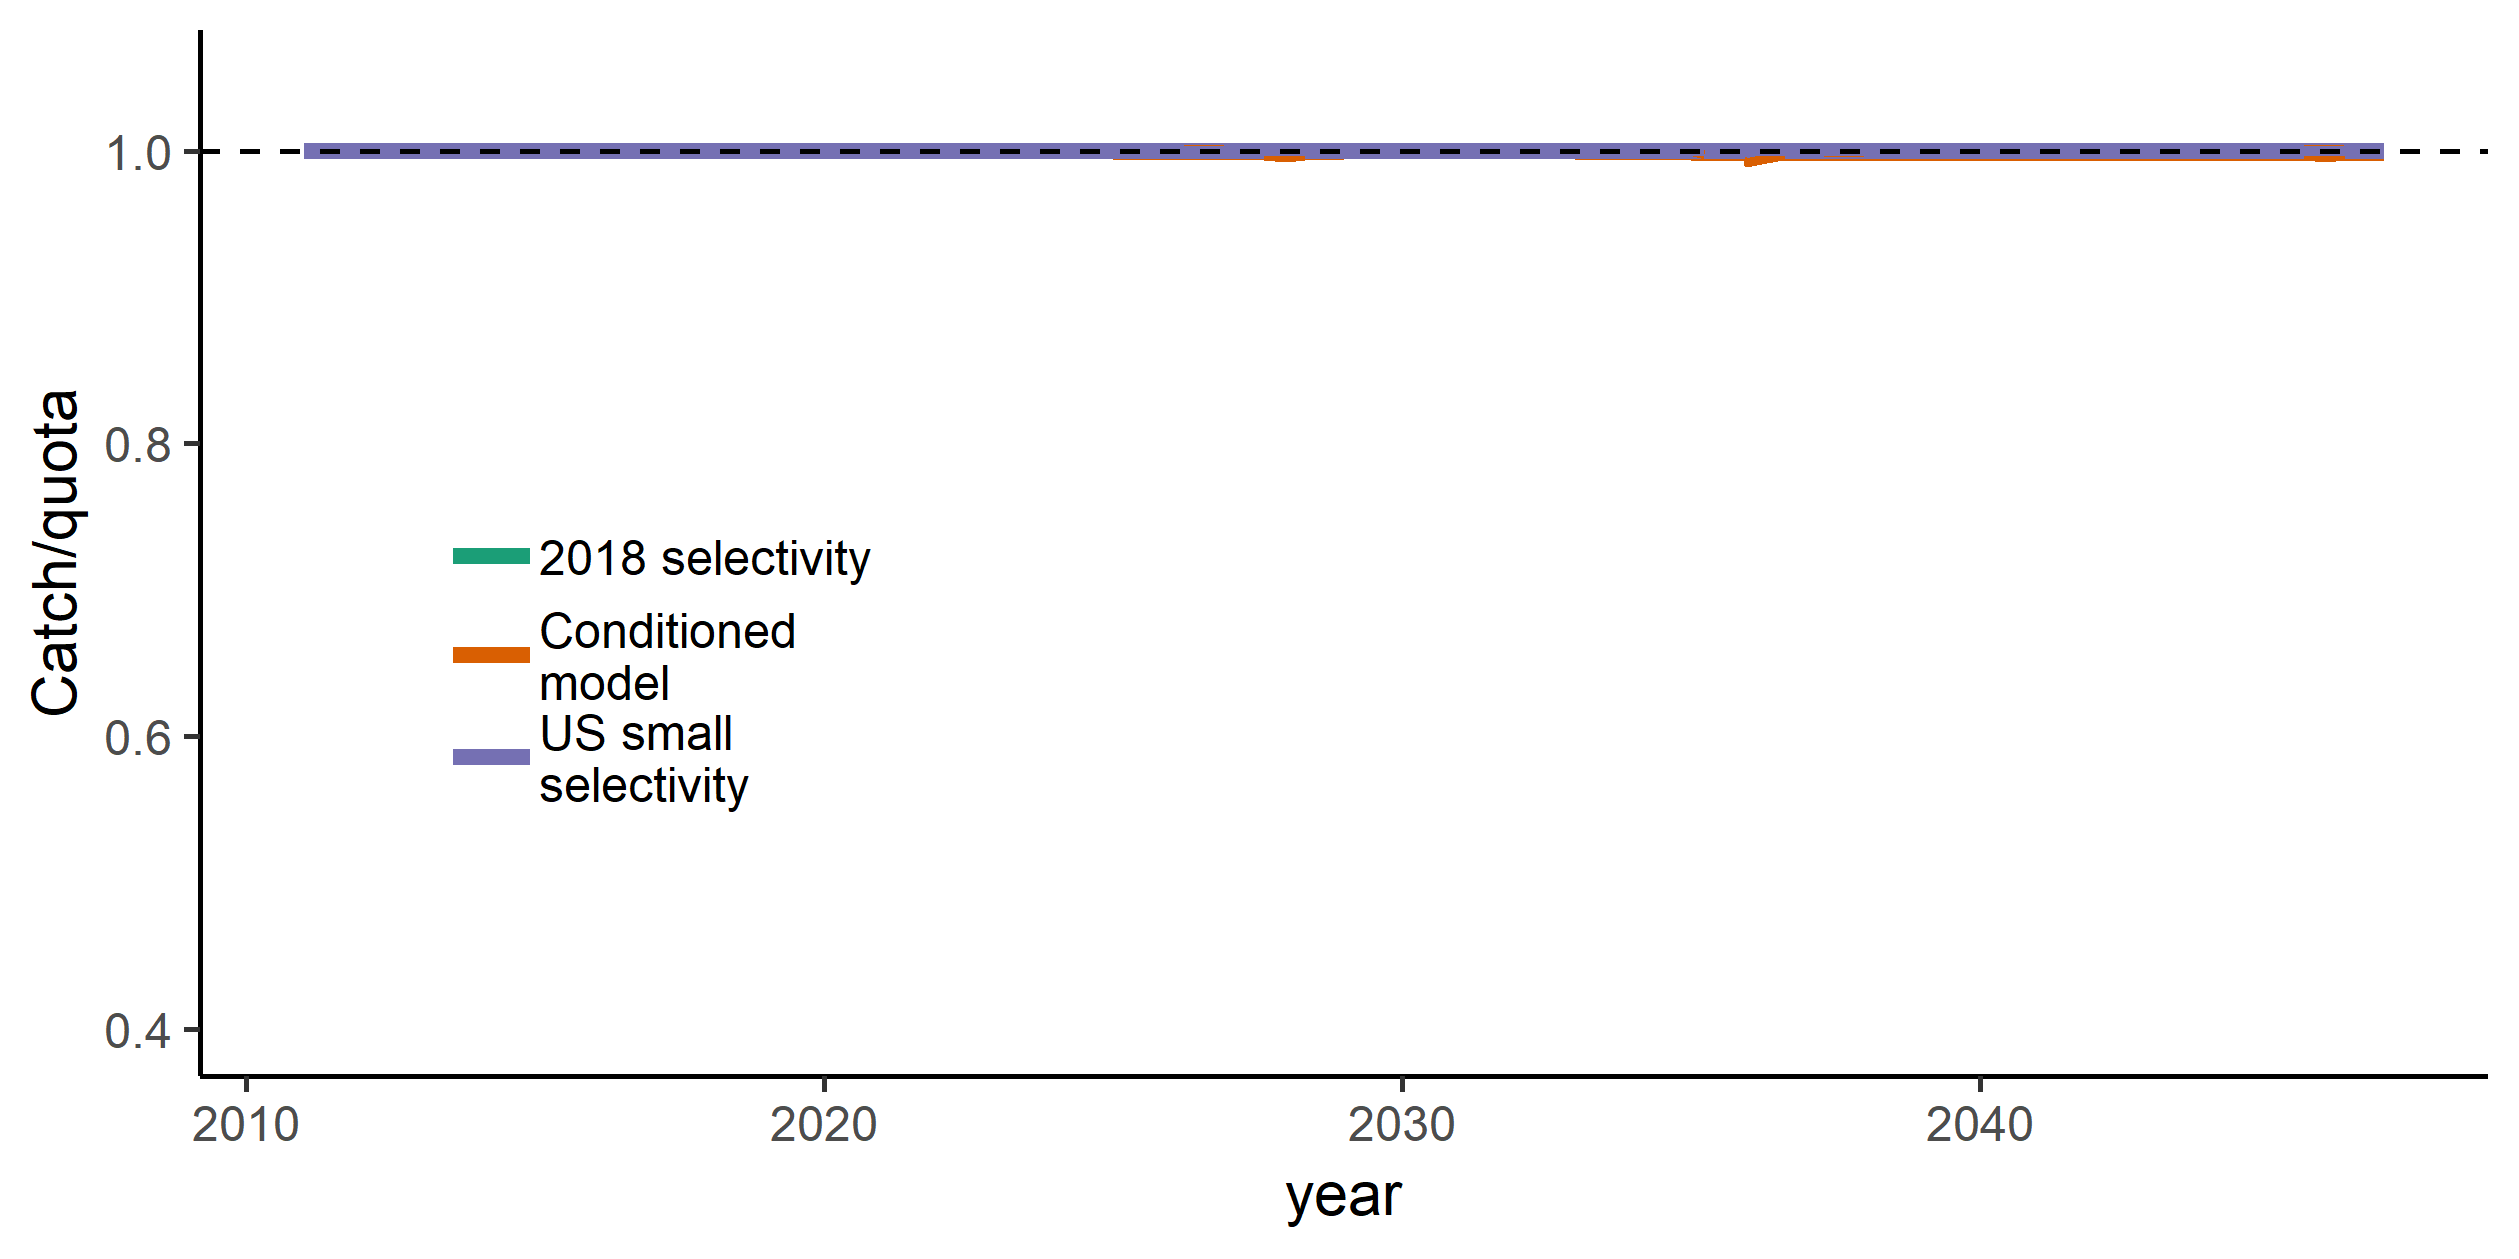 1.0
0.8
0.6
0.4
Catch/quota
2018 selectivity
Conditioned
model
US small
selectivity
2010
2020
2030
2040
year